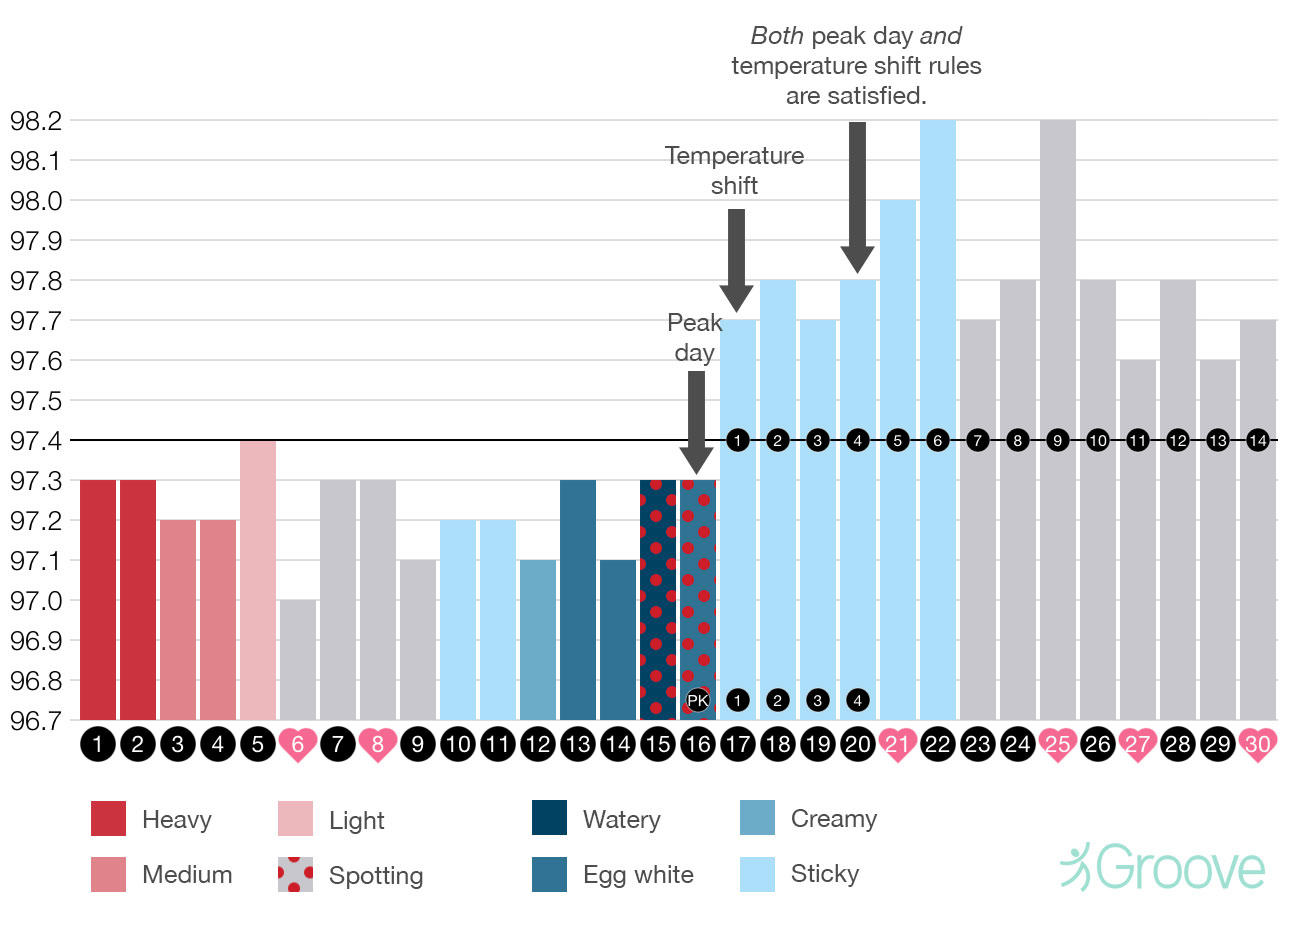 Both peak day and
temperature shift rules
are satisfied.
Temperature
shift
Peak
day
98.2
98.1
98.0
97.9
97.8
97.7
97.6
97.5
97.4
97.3
97.2
97.1
97.0
96.9
96.8
96.7
1 2 3 4 5 6 7 8 9 10 11 12 13 14
PK 1 2 3 4
1 2 3 4 5 6 7 8 9 10 11 12 13 14 15 16 17 18 19 20 21 22 23 24 25 26 27 28 29 30
Heavy Light Watery Creamy
Medium Spotting Egg white Sticky
Groove